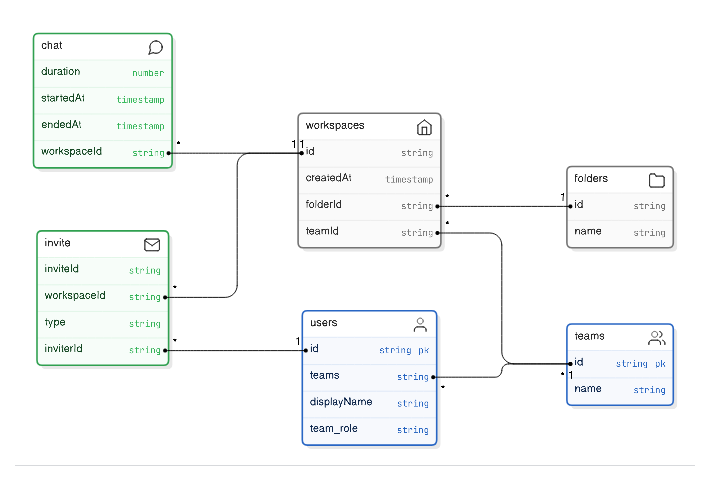 chat
duration number
startedAt timestamp
endedAt timestamp
workspaceId string
*
1 1
workspaces
id string
createdAt timestamp
folderId string
teamId string
*
1
*
folders
id string
name string
invite
inviteId string
workspaceId string
type string
inviterId string
*
*
1
users
id string pk
teams string
displayName string
team_role string
*
teams
id string pk
name string
* 1